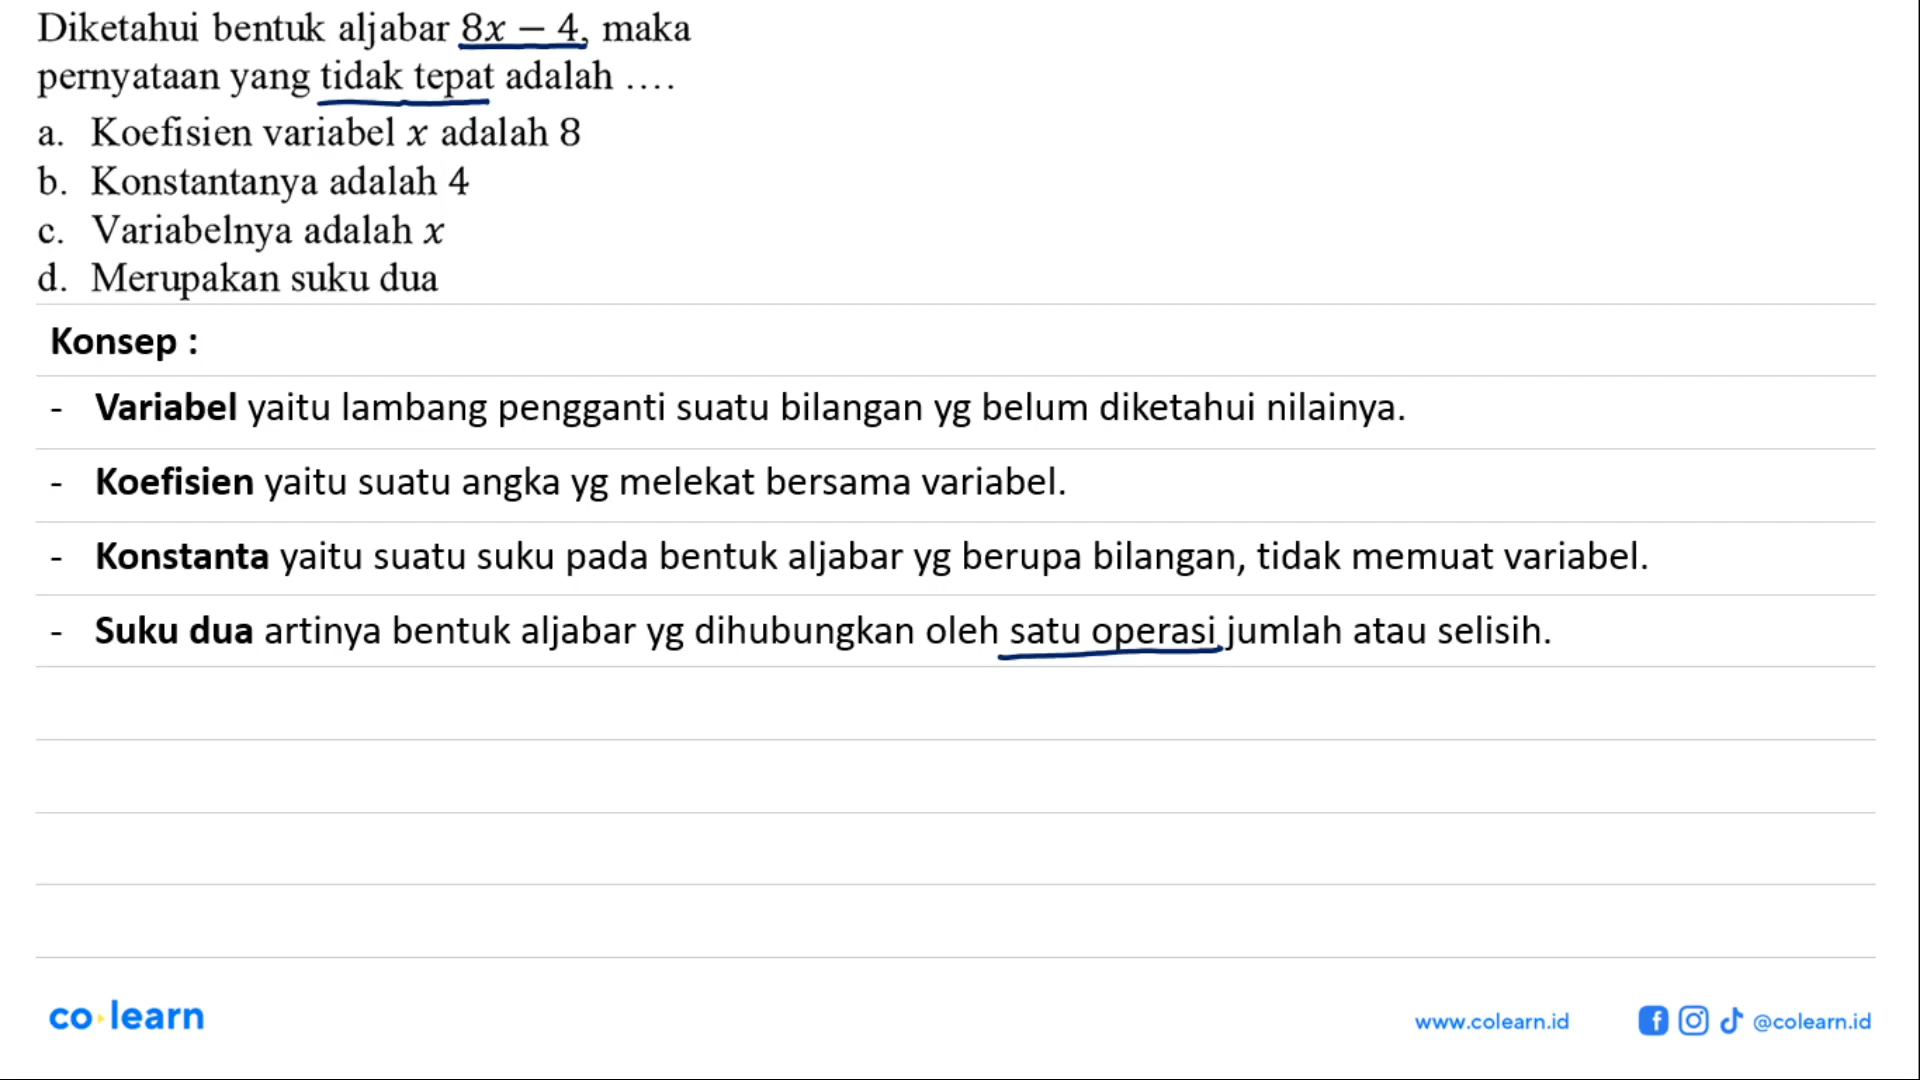 Diketahui bentuk aljabar 8x − 4, maka
pernyataan yang tidak tepat adalah ....
a. Koefisien variabel x adalah 8
b. Konstantanya adalah 4
c. Variabelnya adalah x
d. Merupakan suku dua
Konsep :
- Variabel yaitu lambang pengganti suatu bilangan yg belum diketahui nilainya.
- Koefisien yaitu suatu angka yg melekat bersama variabel.
- Konstanta yaitu suatu suku pada bentuk aljabar yg berupa bilangan, tidak memuat variabel.
- Suku dua artinya bentuk aljabar yg dihubungkan oleh satu operasi jumlah atau selisih.
co learn
www.colearn.id
@colearn.id